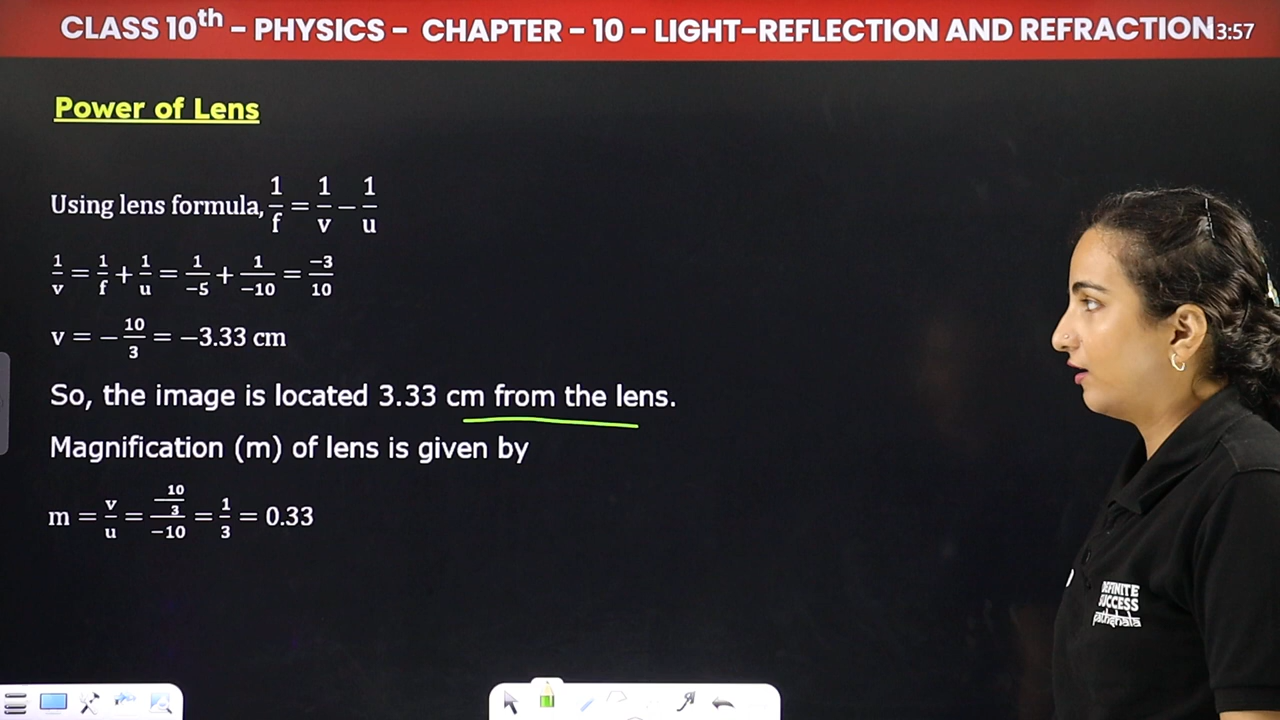 CLASS 10th - PHYSICS - CHAPTER - 10 - LIGHT-REFLECTION AND REFRACTION
3:57
Power of Lens
Using lens formula, 1/f = 1/v − 1/u
1/v = 1/f + 1/u = 1/−5 + 1/−10 = −3/10
v = − 10/3 = −3.33 cm
So, the image is located 3.33 cm from the lens.
Magnification (m) of lens is given by
m = v/u = (−10/3)/−10 = 1/3 = 0.33
DEFINITE
SUCCESS
pathshala